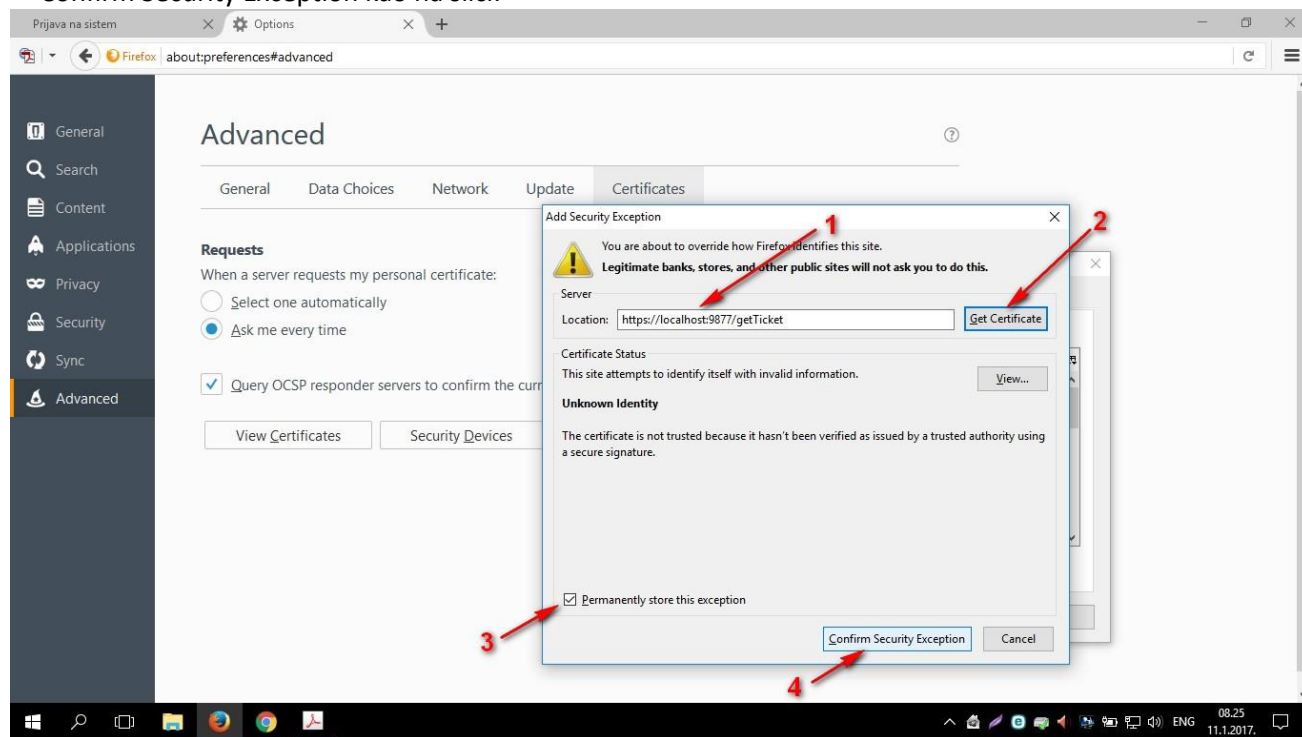 Confirm Security Exception kao na slici
Prijava na sistem
Options
Firefox about:preferences#advanced
General
Search
Content
Applications
Privacy
Security
Sync
Advanced
Advanced
General Data Choices Network Update Certificates
Requests
When a server requests my personal certificate:
Select one automatically
Ask me every time
Query OCSP responder servers to confirm the curr
View Certificates Security Devices
Add Security Exception
1
2
You are about to override how Firefox identifies this site.
Legitimate banks, stores, and other public sites will not ask you to do this.
Server
Location: https://localhost:9877/getTicket Get Certificate
Certificate Status
This site attempts to identify itself with invalid information.
View...
Unknown Identity
The certificate is not trusted because it hasn't been verified as issued by a trusted authority using
a secure signature.
Permanently store this exception
3
Confirm Security Exception Cancel
4
ENG
08.25
11.1.2017.